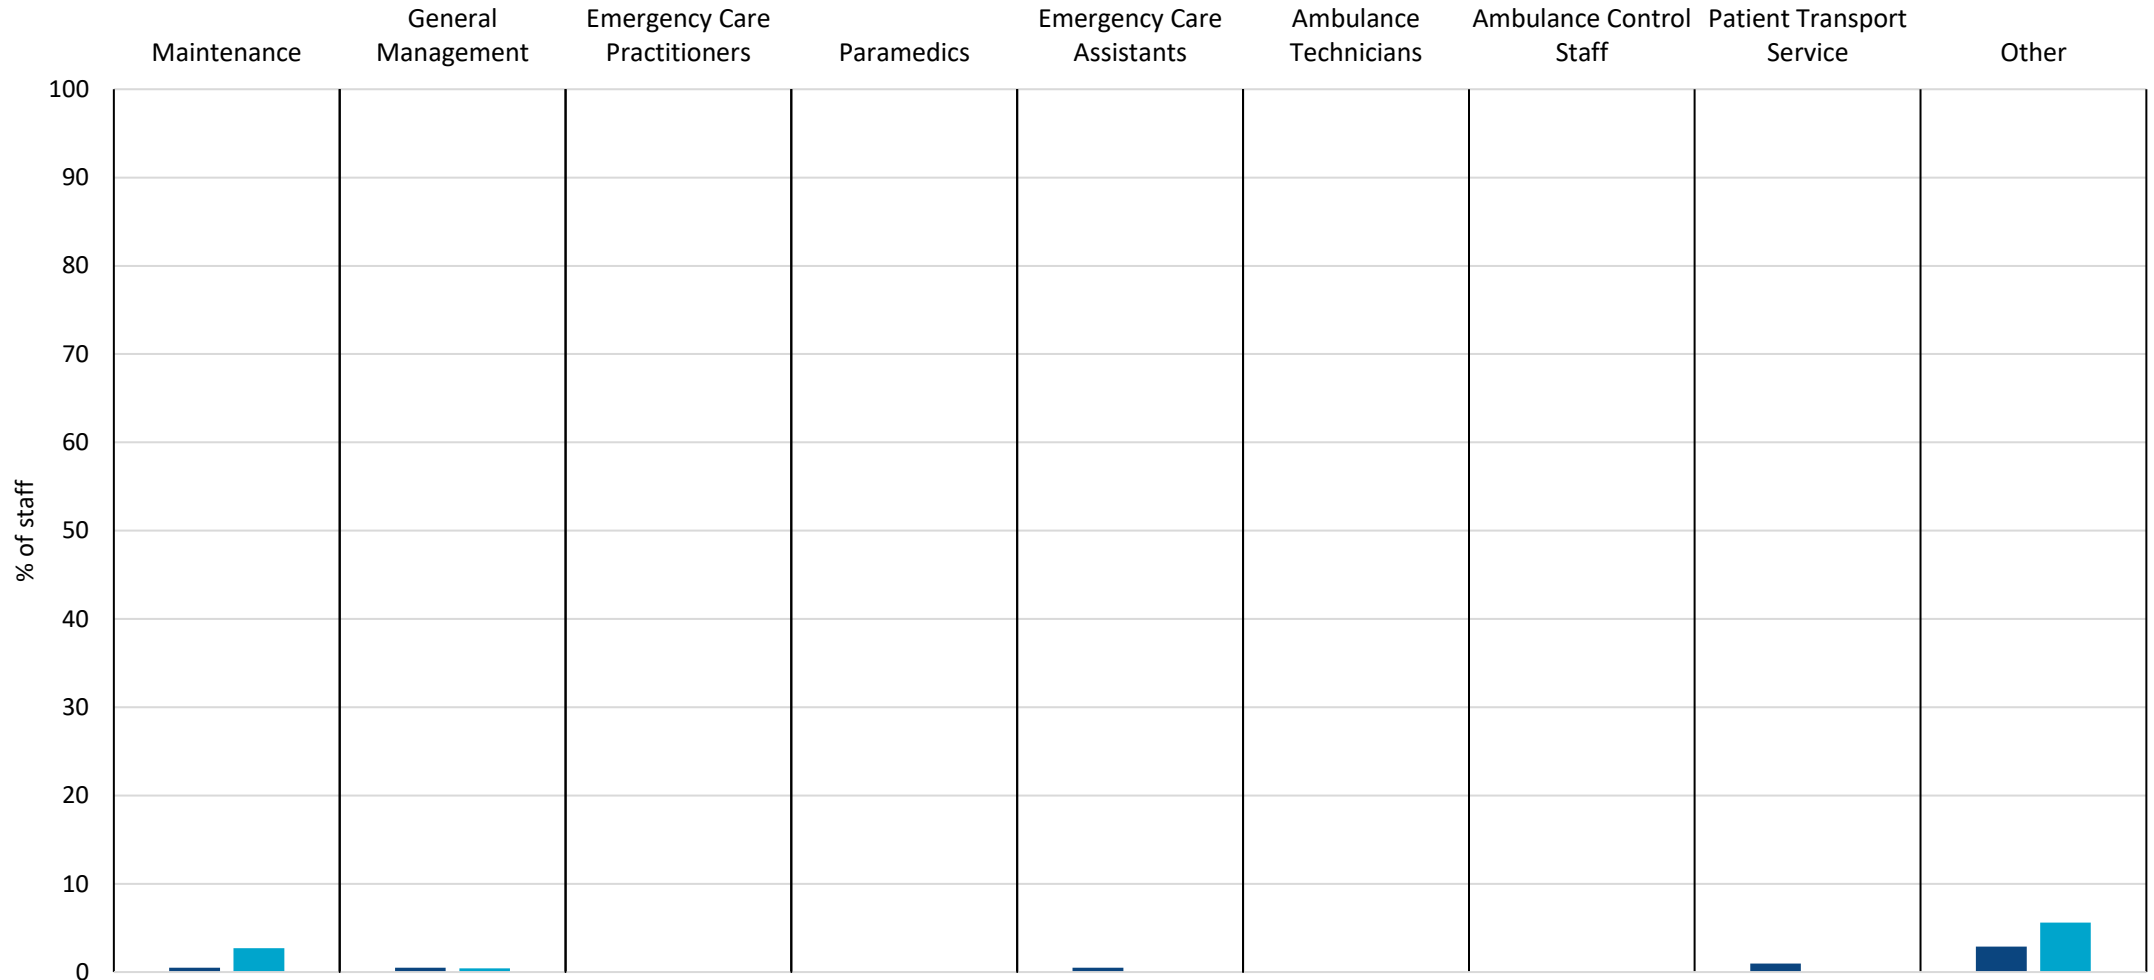 Maintenance
General
Management
Emergency Care
Practitioners
Paramedics
Emergency Care
Assistants
Ambulance
Technicians
Ambulance Control
Staff
Patient Transport
Service
Other
100
90
80
70
60
50
40
30
20
10
0
% of staff